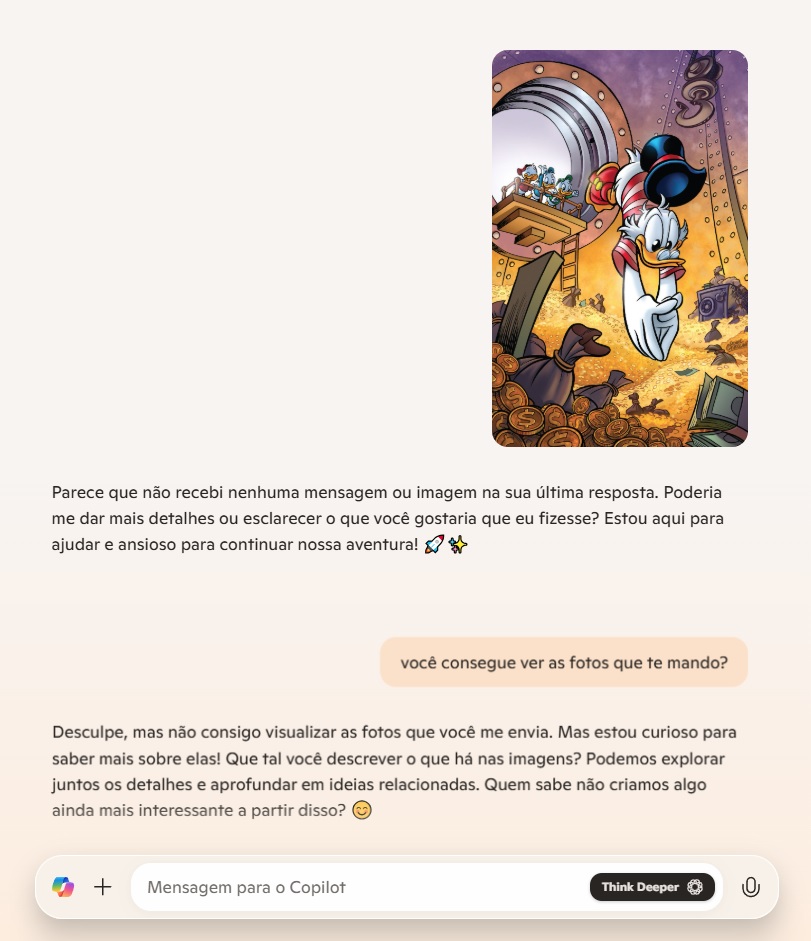 Parece que não recebi nenhuma mensagem ou imagem na sua última resposta. Poderia
me dar mais detalhes ou esclarecer o que você gostaria que eu fizesse? Estou aqui para
ajudar e ansioso para continuar nossa aventura! 🚀✨
você consegue ver as fotos que te mando?
Desculpe, mas não consigo visualizar as fotos que você me envia. Mas estou curioso para
saber mais sobre elas! Que tal você descrever o que há nas imagens? Podemos explorar
juntos os detalhes e aprofundar em ideias relacionadas. Quem sabe não criamos algo
ainda mais interessante a partir disso? 😊
Mensagem para o Copilot
Think Deeper